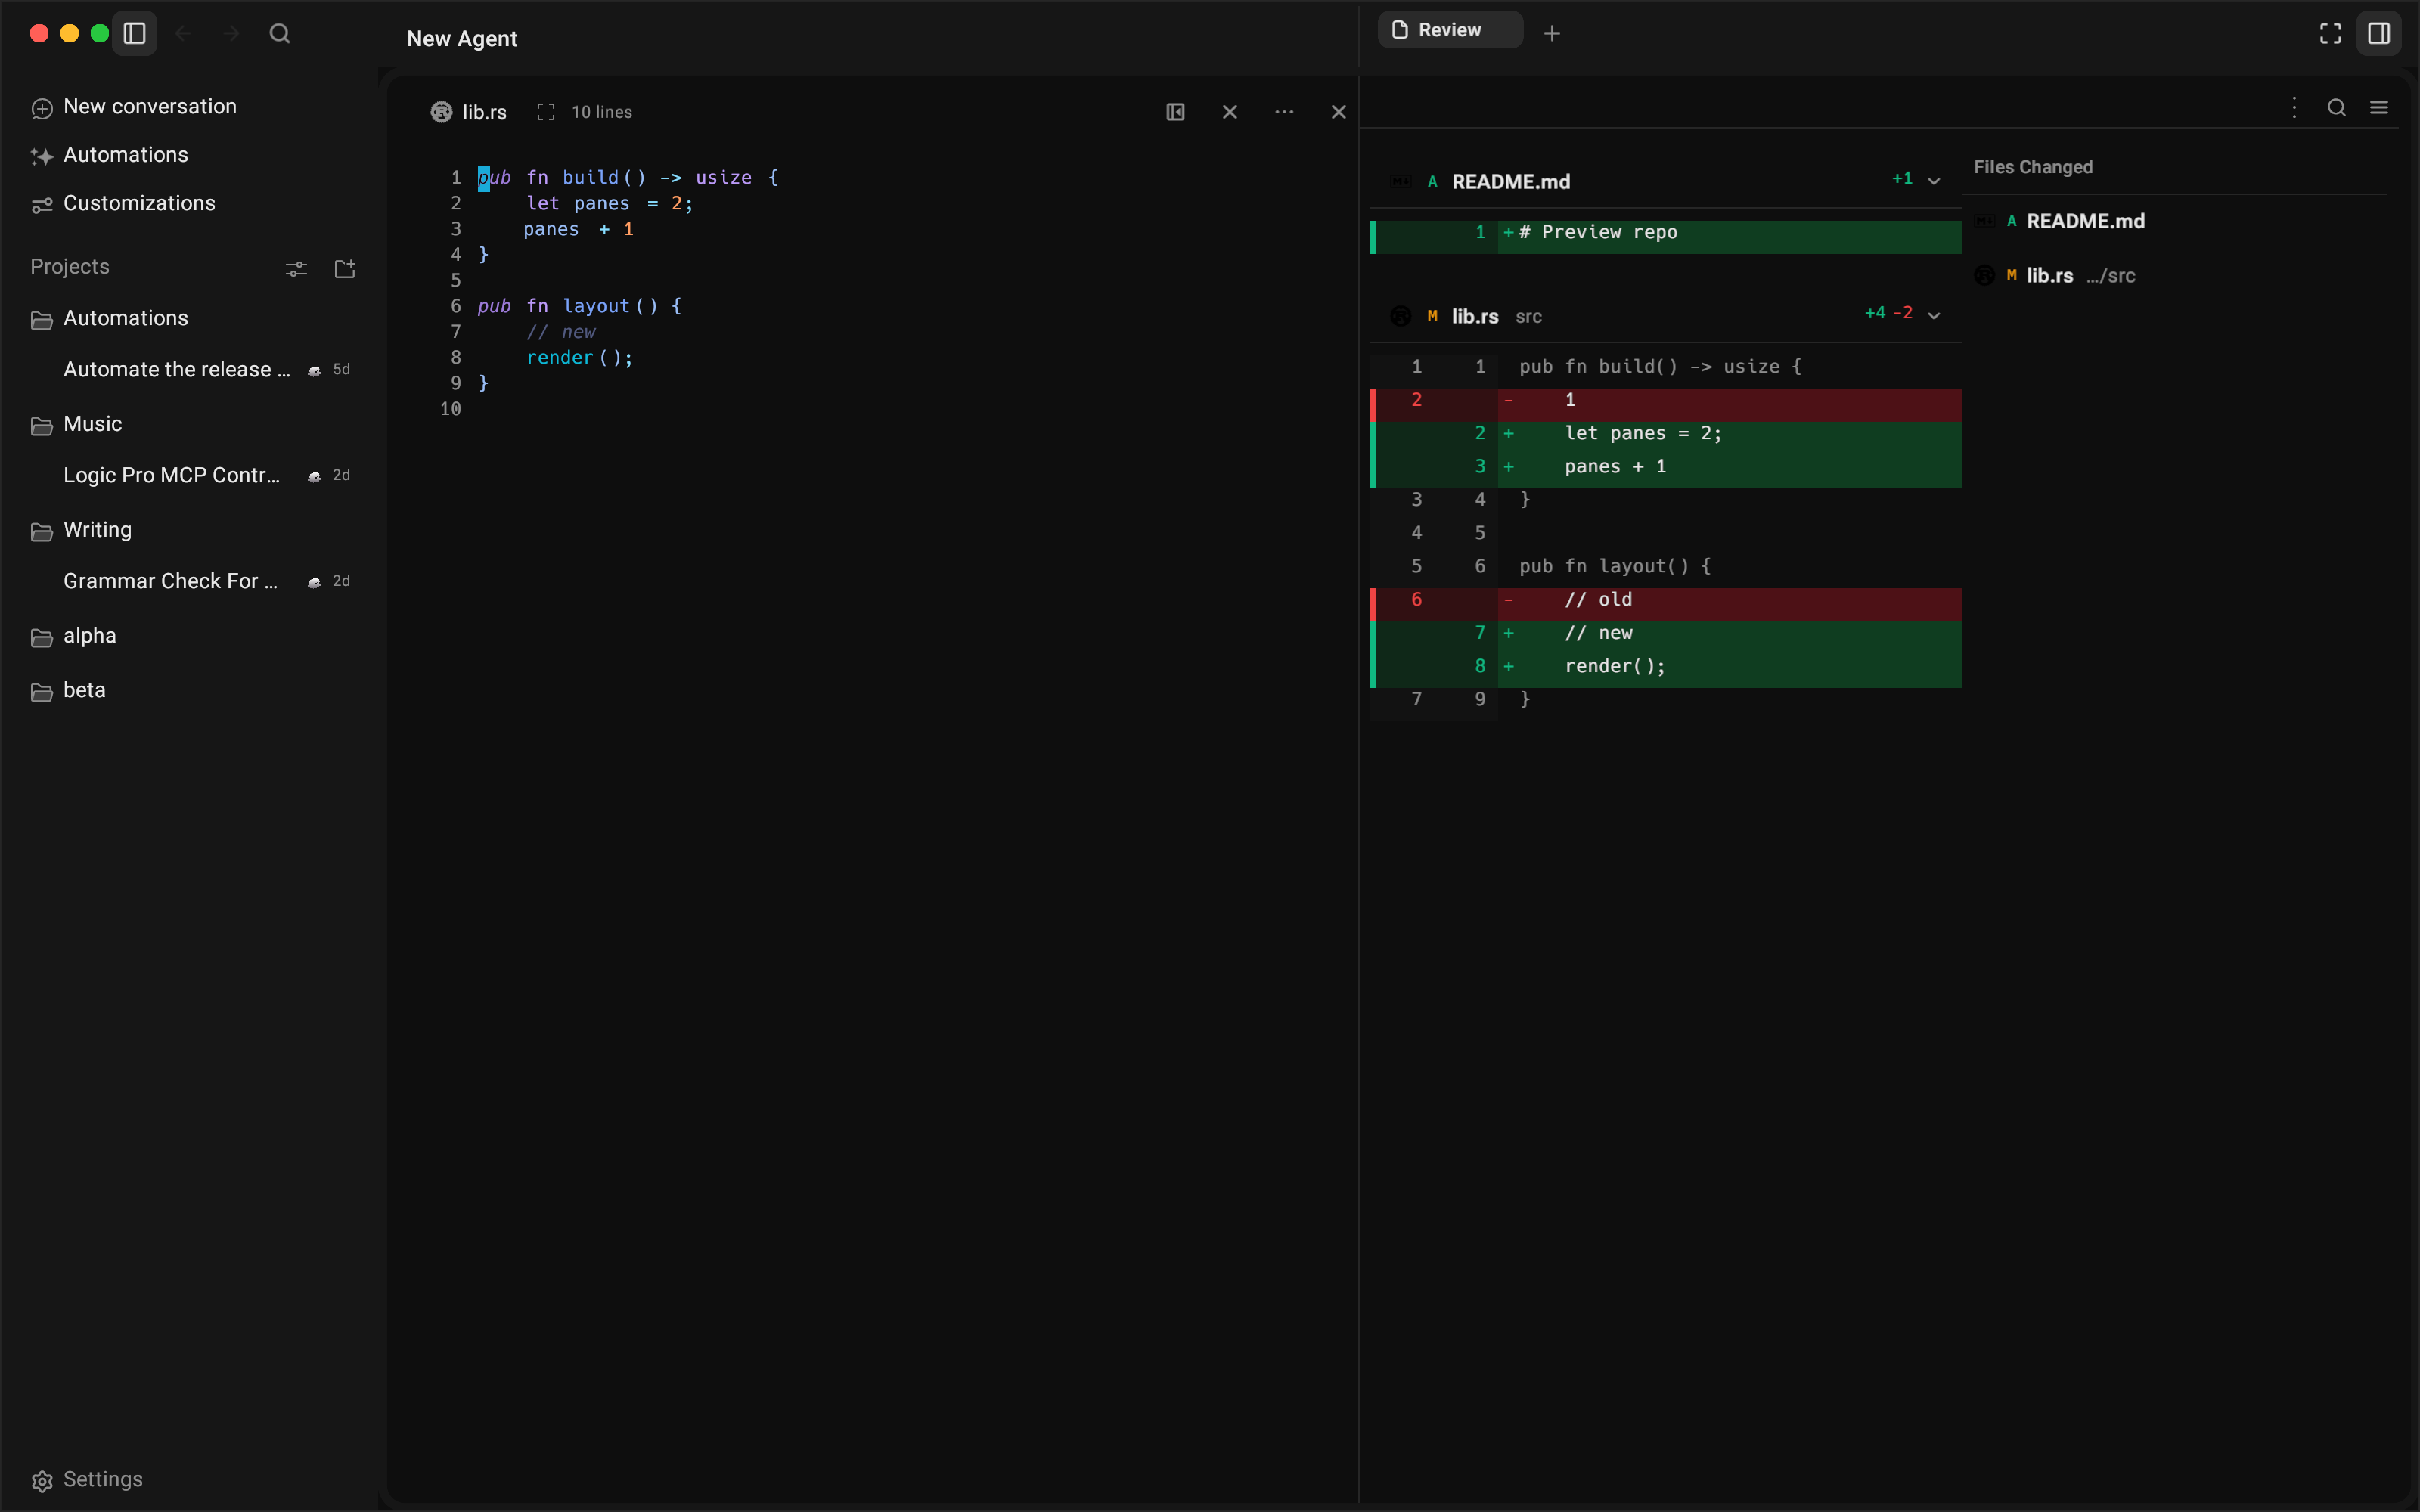 New Agent
Review
New conversation
Automations
Customizations
Projects
Automations
Automate the release ... 5d
Music
Logic Pro MCP Contr... 2d
Writing
Grammar Check For ... 2d
alpha
beta
Settings
lib.rs 10 lines
1 pub fn build() -> usize {
2     let panes = 2;
3     panes + 1
4 }
5
6 pub fn layout() {
7     // new
8     render();
9 }
10
A README.md +1
1 +# Preview repo
M lib.rs src +4 -2
1 1 pub fn build() -> usize {
2 -    1
2 +    let panes = 2;
3 +    panes + 1
3 4 }
4 5
5 6 pub fn layout() {
6 -    // old
7 +    // new
8 +    render();
7 9 }
Files Changed
A README.md
M lib.rs .../src